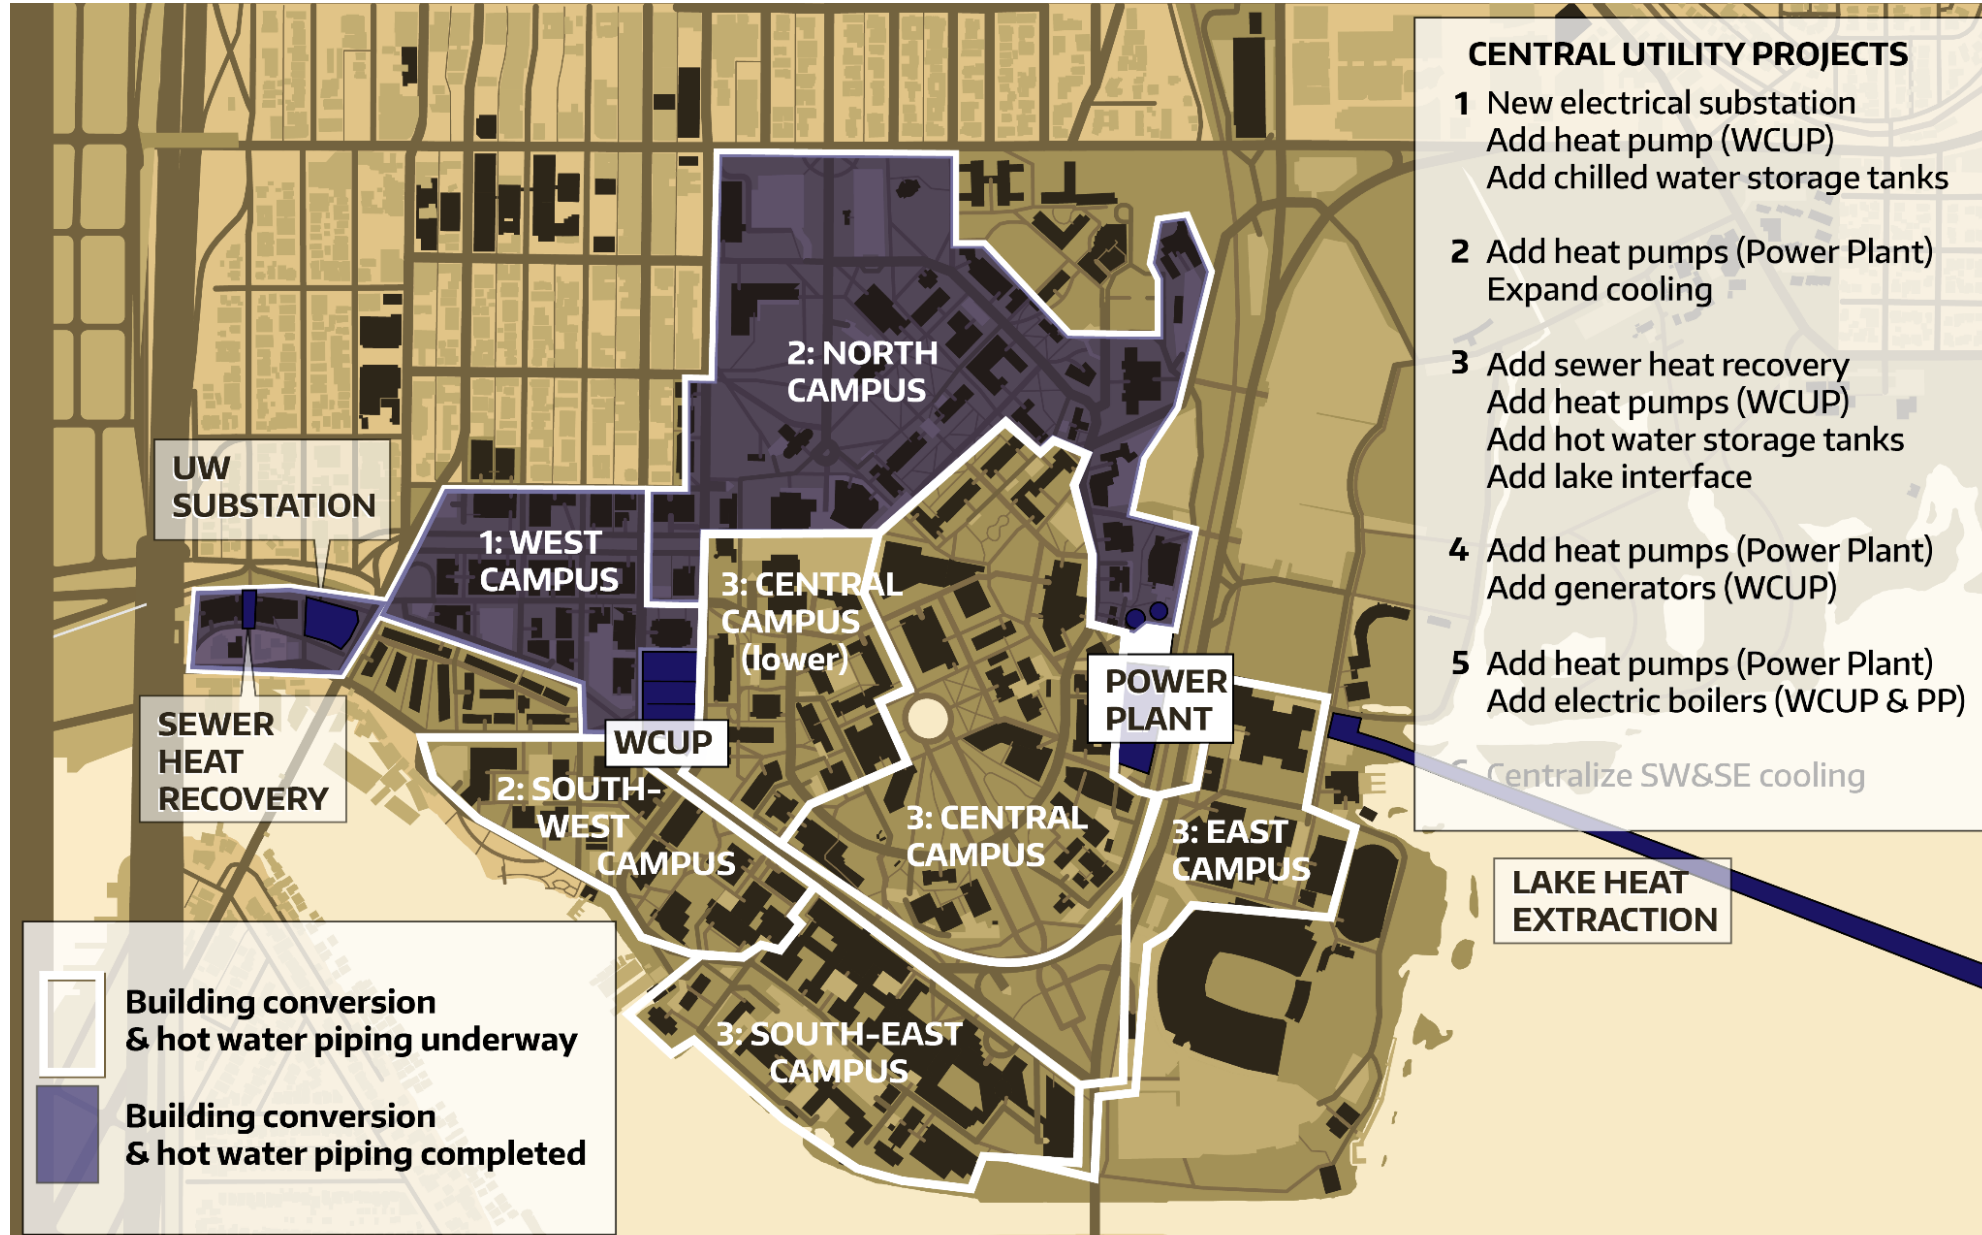 CENTRAL UTILITY PROJECTS
1 New electrical substation
Add heat pump (WCUP)
Add chilled water storage tanks
2 Add heat pumps (Power Plant)
Expand cooling
3 Add sewer heat recovery
Add heat pumps (WCUP)
Add hot water storage tanks
Add lake interface
4 Add heat pumps (Power Plant)
Add generators (WCUP)
5 Add heat pumps (Power Plant)
Add electric boilers (WCUP & PP)
Centralize SW&SE cooling
2: NORTH
CAMPUS
UW
SUBSTATION
1: WEST
CAMPUS
3: CENTRAL
CAMPUS
(lower)
POWER
PLANT
SEWER
HEAT
RECOVERY
WCUP
2: SOUTH-
WEST
CAMPUS
3: CENTRAL
CAMPUS
3: EAST
CAMPUS
LAKE HEAT
EXTRACTION
3: SOUTH-EAST
CAMPUS
Building conversion
& hot water piping underway
Building conversion
& hot water piping completed